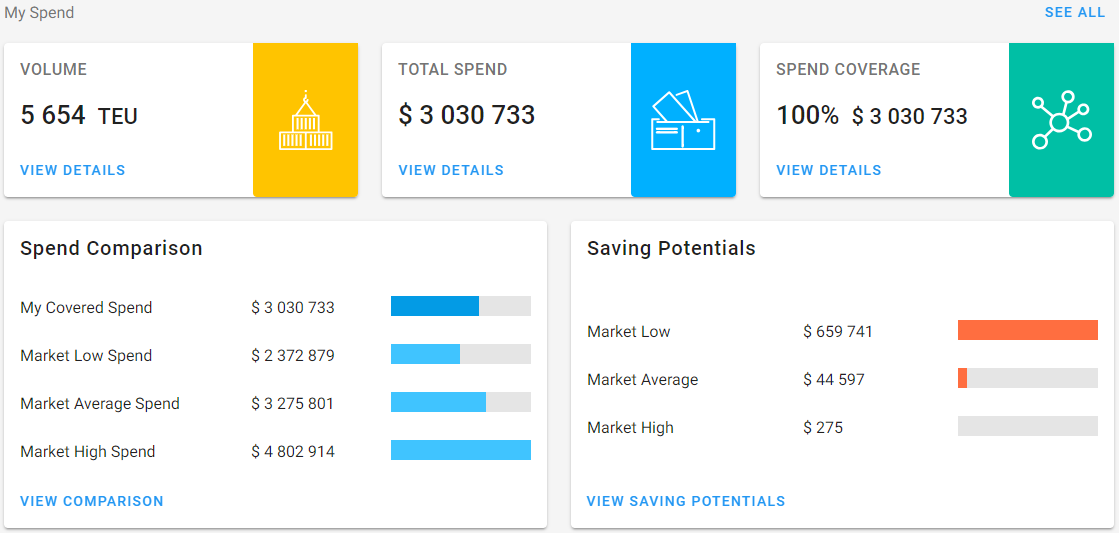 My Spend
SEE ALL
VOLUME
5 654 TEU
VIEW DETAILS
TOTAL SPEND
$ 3 030 733
VIEW DETAILS
SPEND COVERAGE
100% $ 3 030 733
VIEW DETAILS
Spend Comparison
My Covered Spend $ 3 030 733
Market Low Spend $ 2 372 879
Market Average Spend $ 3 275 801
Market High Spend $ 4 802 914
VIEW COMPARISON
Saving Potentials
Market Low $ 659 741
Market Average $ 44 597
Market High $ 275
VIEW SAVING POTENTIALS